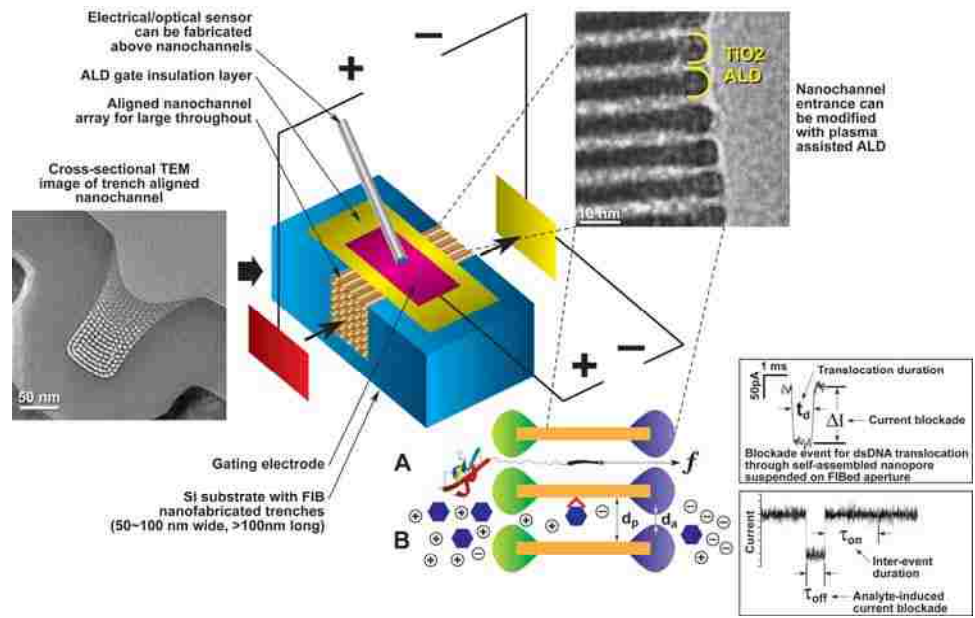 Electrical/optical sensor
can be fabricated
above nanochannels
ALD gate insulation layer
Aligned nanochannel
array for large throughout
Cross-sectional TEM
image of trench aligned
nanochannel
50 nm
+
−
TiO2
ALD
10 nm
Nanochannel
entrance can
be modified
with plasma
assisted ALD
+
−
Gating electrode
Si substrate with FIB
nanofabricated trenches
(50~100 nm wide, >100nm long)
A
f
B
dp
da
1 ms
50pA
Translocation duration
td
ΔI
Current blockade
Blockade event for dsDNA translocation
through self-assembled nanopore
suspended on FIBed aperture
Current
τon
Inter-event
duration
τoff
Analyte-induced
current blockade